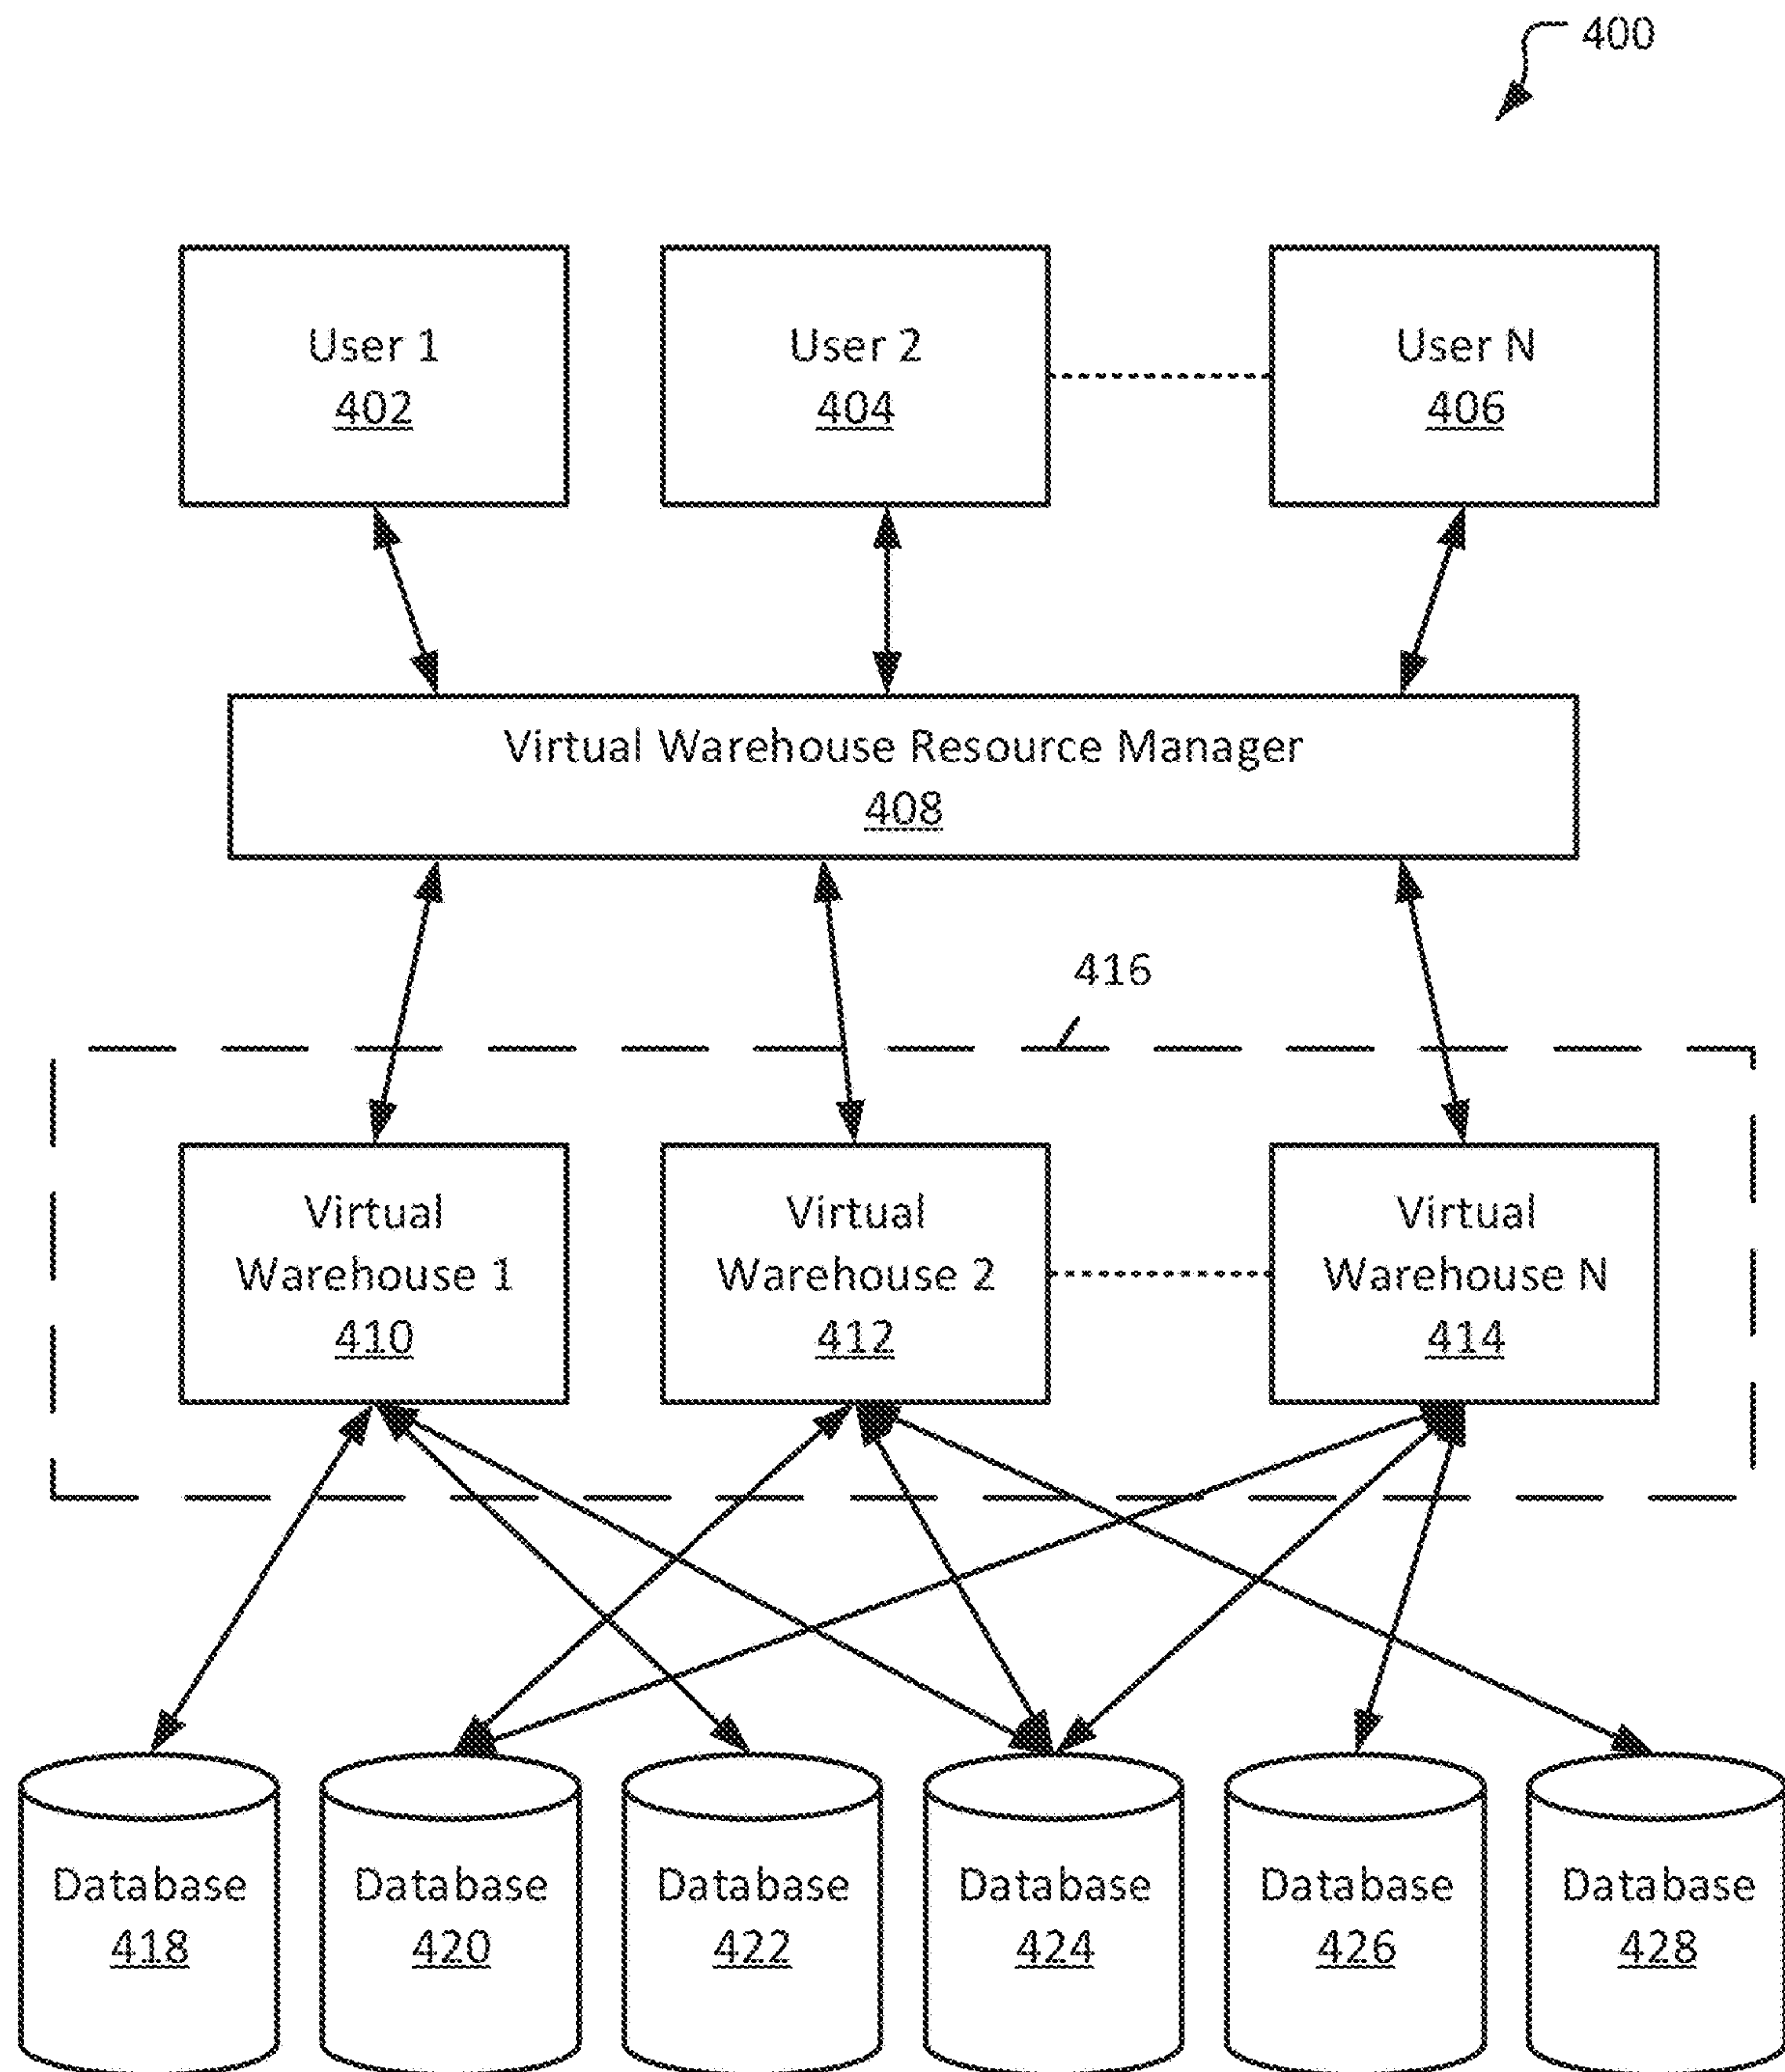 400
User 1
402
User 2
404
User N
406
Virtual Warehouse Resource Manager
408
416
Virtual
Warehouse 1
410
Virtual
Warehouse 2
412
Virtual
Warehouse N
414
Database
418
Database
420
Database
422
Database
424
Database
426
Database
428